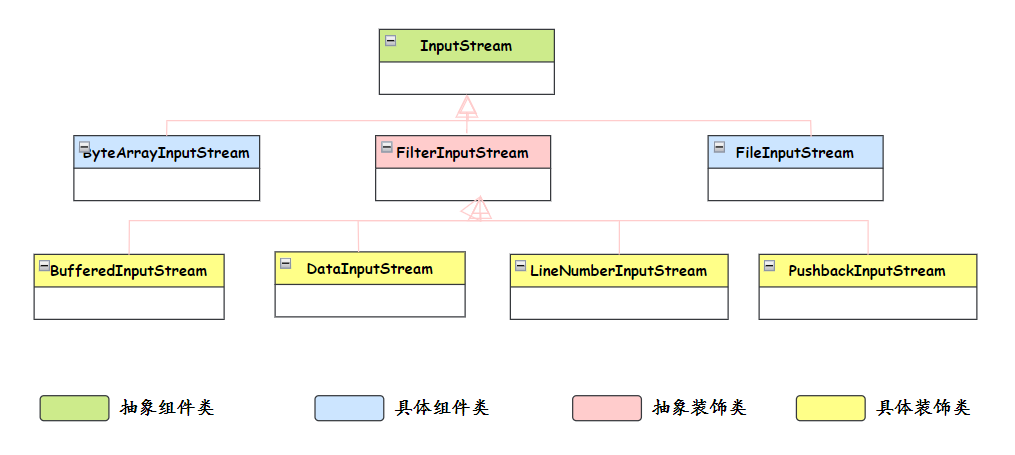 InputStream
ByteArrayInputStream
FilterInputStream
FileInputStream
BufferedInputStream
DataInputStream
LineNumberInputStream
PushbackInputStream
抽象组件类
具体组件类
抽象装饰类
具体装饰类